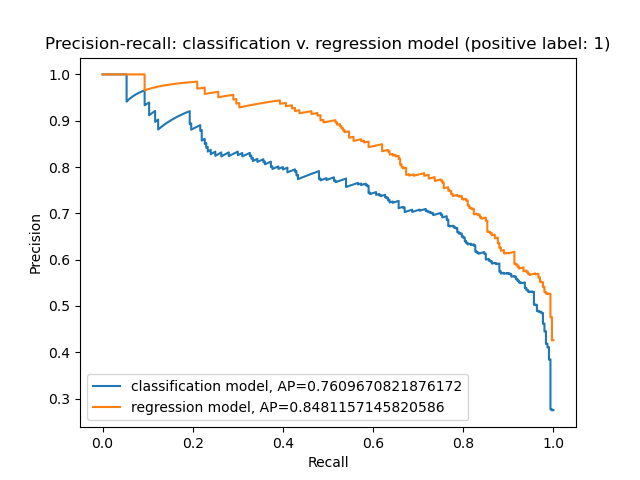 Precision-recall: classification v. regression model (positive label: 1)
1.0
0.9
0.8
0.7
0.6
0.5
0.4
0.3
Precision
classification model, AP=0.7609670821876172
regression model, AP=0.8481157145820586
0.0 0.2 0.4 0.6 0.8 1.0
Recall